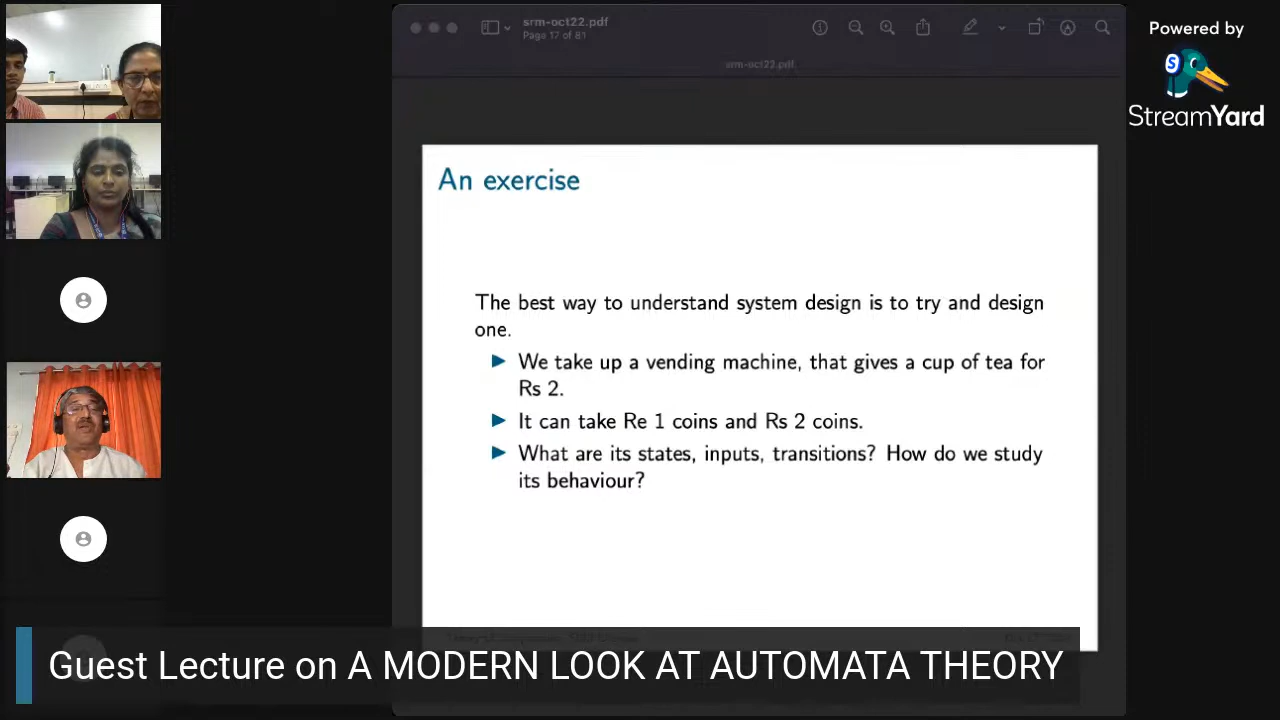 srm-oct22.pdf
Page 17 of 81
srm-oct22.pdf
Powered by
S
StreamYard
An exercise
The best way to understand system design is to try and design
one.
▶ We take up a vending machine, that gives a cup of tea for
Rs 2.
▶ It can take Re 1 coins and Rs 2 coins.
▶ What are its states, inputs, transitions? How do we study
its behaviour?
Guest Lecture on A MODERN LOOK AT AUTOMATA THEORY